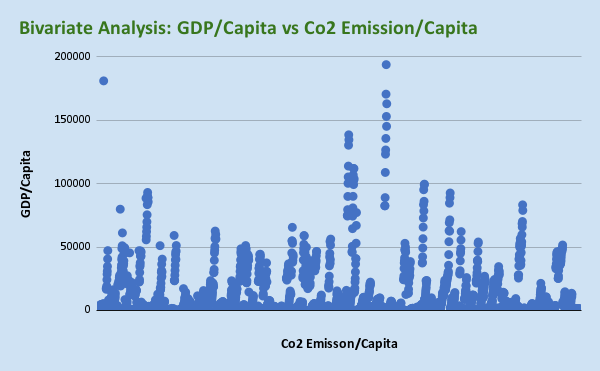 Bivariate Analysis: GDP/Capita vs Co2 Emission/Capita
200000
150000
100000
50000
0
GDP/Capita
Co2 Emisson/Capita